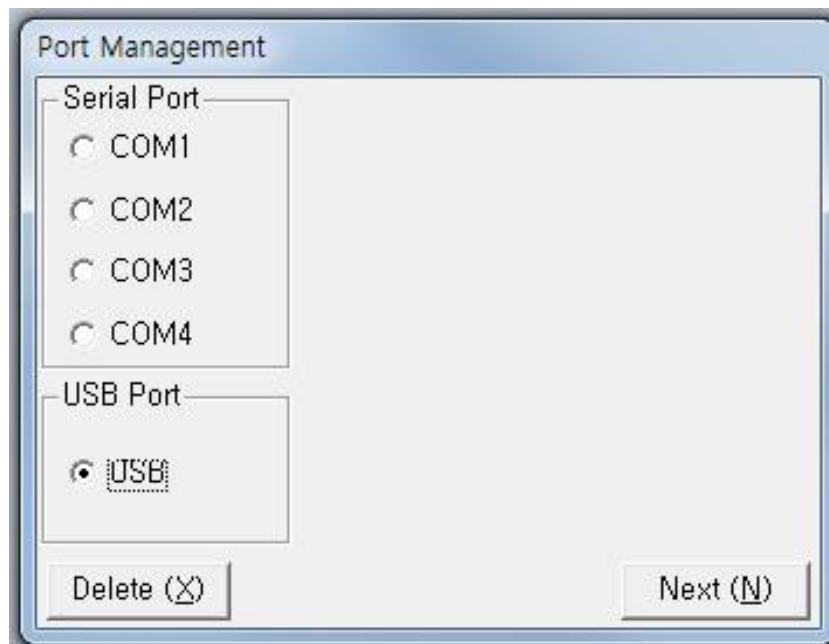 Port Management
Serial Port
COM1
COM2
COM3
COM4
USB Port
USB
Delete (X)
Next (N)